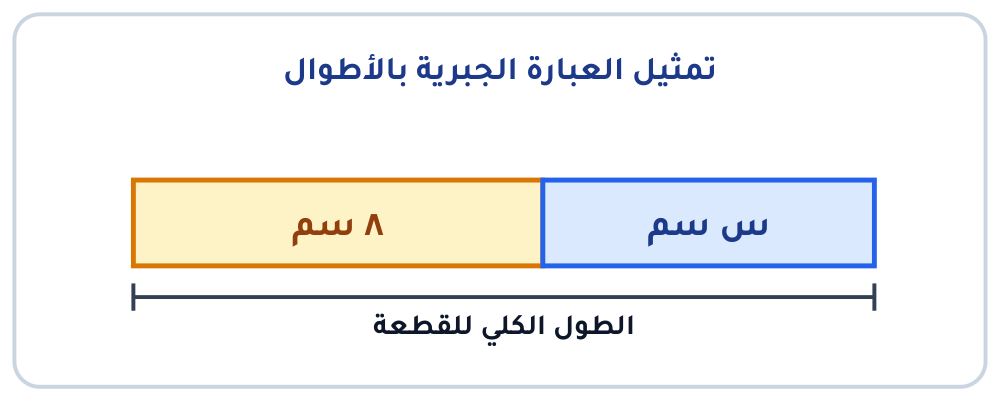 تمثيل العبارة الجبرية بالأطوال
س سم
٨ سم
الطول الكلي للقطعة